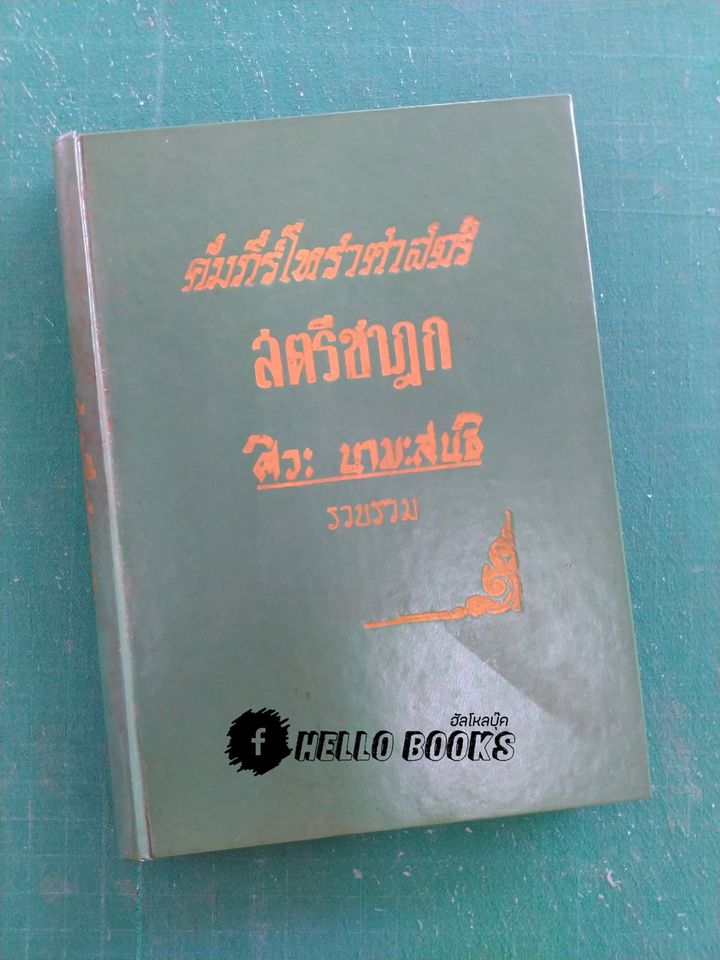 คัมภีร์โหราศาสตร์
สตรีชาฎก
ศิระ นามะสนธิ
รวบรวม
ฮัลโหลบุ๊ค
f HELLO BOOKS